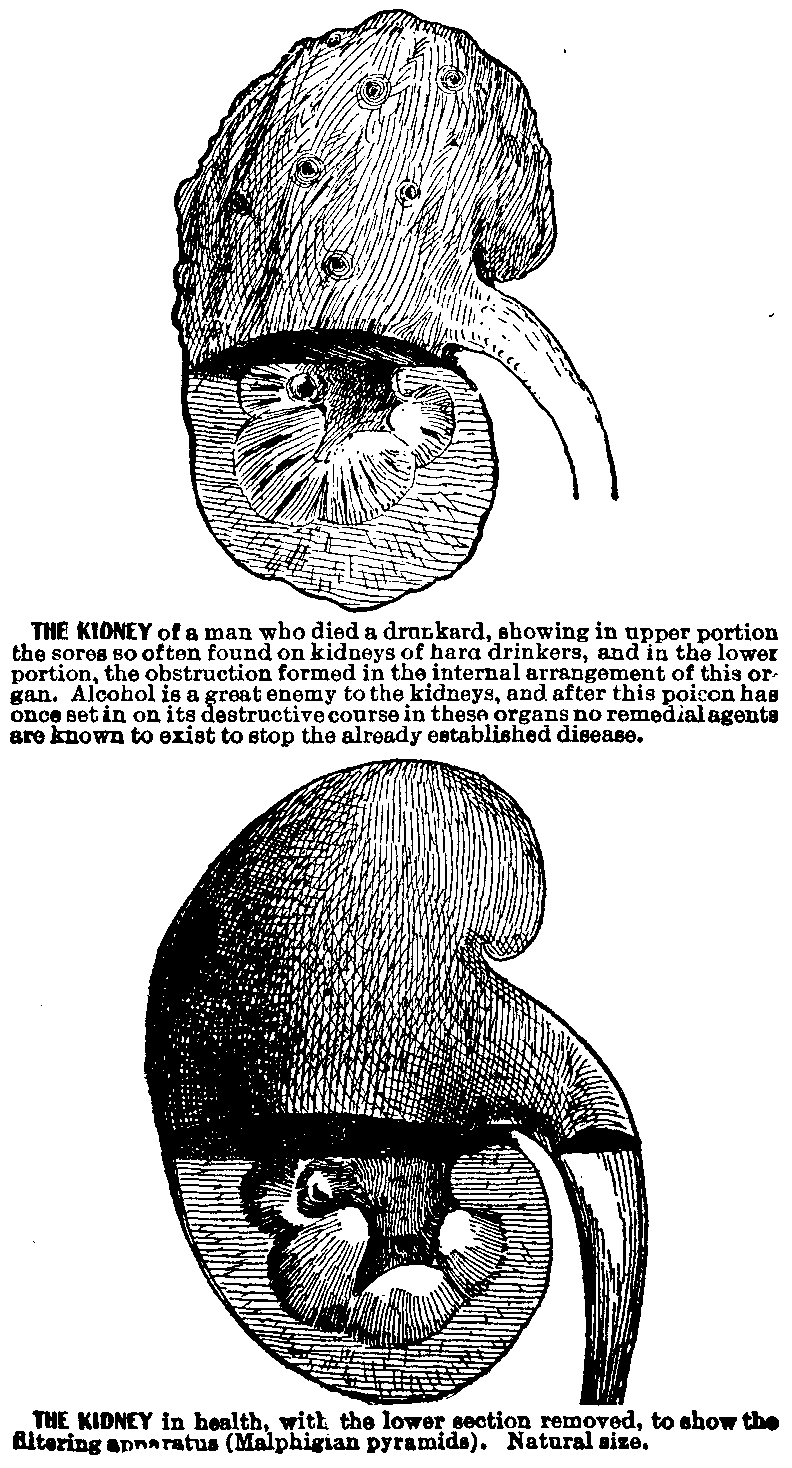 THE KIDNEY of a man who died a drunkard, showing in upper portion
the sores so often found on kidneys of hard drinkers, and in the lower
portion, the obstruction formed in the internal arrangement of this or-
gan. Alcohol is a great enemy to the kidneys, and after this poison has
once set in on its destructive course in these organs no remedial agents
are known to exist to stop the already established disease.
THE KIDNEY in health, with the lower section removed, to show the
filtering apparatus (Malphigian pyramids). Natural size.